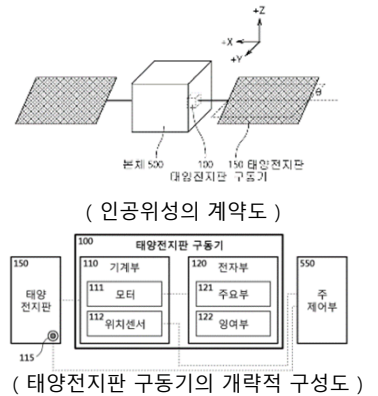 +Z
+X
+Y
θ
본체 500
100
150 태양전지판
태양전지판 구동기
( 인공위성의 계약도 )
100
태양전지판 구동기
150
태양
전지판
115
110
기계부
111
모터
112
위치센서
120
전자부
121
주요부
122
잉여부
550
주
제어부
( 태양전지판 구동기의 개략적 구성도 )